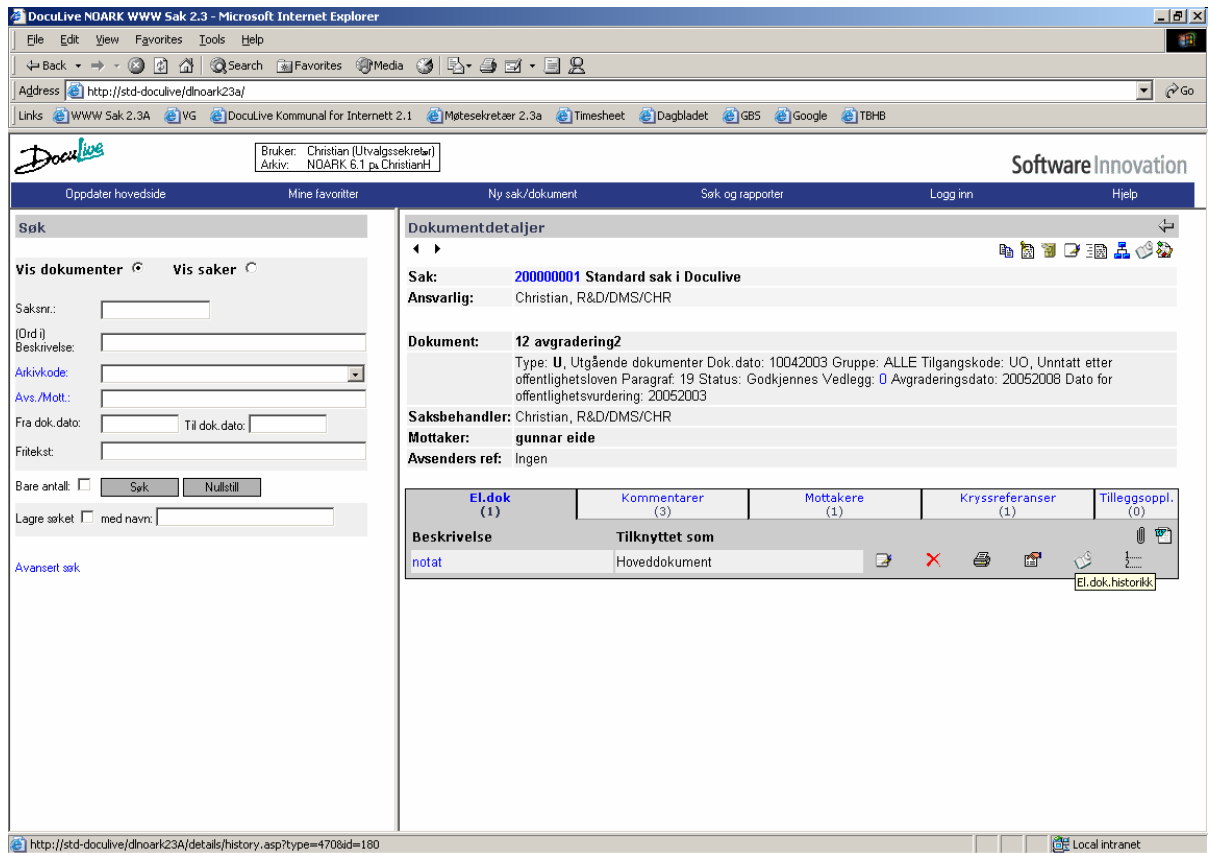 DocuLive NOARK WWW Sak 2.3 - Microsoft Internet Explorer
File Edit View Favorites Tools Help
Back Search Favorites Media
Address http://std-doculive/dlnoark23a/ Go
Links WWW Sak 2.3A VG DocuLive Kommunal for Internett 2.1 Møtesekretær 2.3a Timesheet Dagbladet GBS Google TBHB
DocuLive
Bruker: Christian (Utvalgssekretær)
Arkiv: NOARK 6.1 på ChristianH
Software Innovation
Oppdater hovedside Mine favoritter Ny sak/dokument Søk og rapporter Logg inn Hjelp
Søk
Vis dokumenter Vis saker
Saksnr.:
(Ord i)
Beskrivelse:
Arkivkode:
Avs./Mott.:
Fra dok.dato: Til dok.dato:
Fritekst:
Bare antall: Søk Nullstill
Lagre søket med navn:
Avansert søk
Dokumentdetaljer
Sak: 200000001 Standard sak i Doculive
Ansvarlig: Christian, R&D/DMS/CHR
Dokument: 12 avgradering2
Type: U, Utgående dokumenter Dok.dato: 10042003 Gruppe: ALLE Tilgangskode: UO, Unntatt etter
offentlighetsloven Paragraf: 19 Status: Godkjennes Vedlegg: 0 Avgraderingsdato: 20052008 Dato for
offentlighetsvurdering: 20052003
Saksbehandler: Christian, R&D/DMS/CHR
Mottaker: gunnar eide
Avsenders ref: Ingen
El.dok Kommentarer Mottakere Kryssreferanser Tilleggsoppl.
(1) (3) (1) (1) (0)
Beskrivelse Tilknyttet som
notat Hoveddokument
El.dok.historikk
http://std-doculive/dlnoark23A/details/history.asp?type=470&id=180 Local intranet